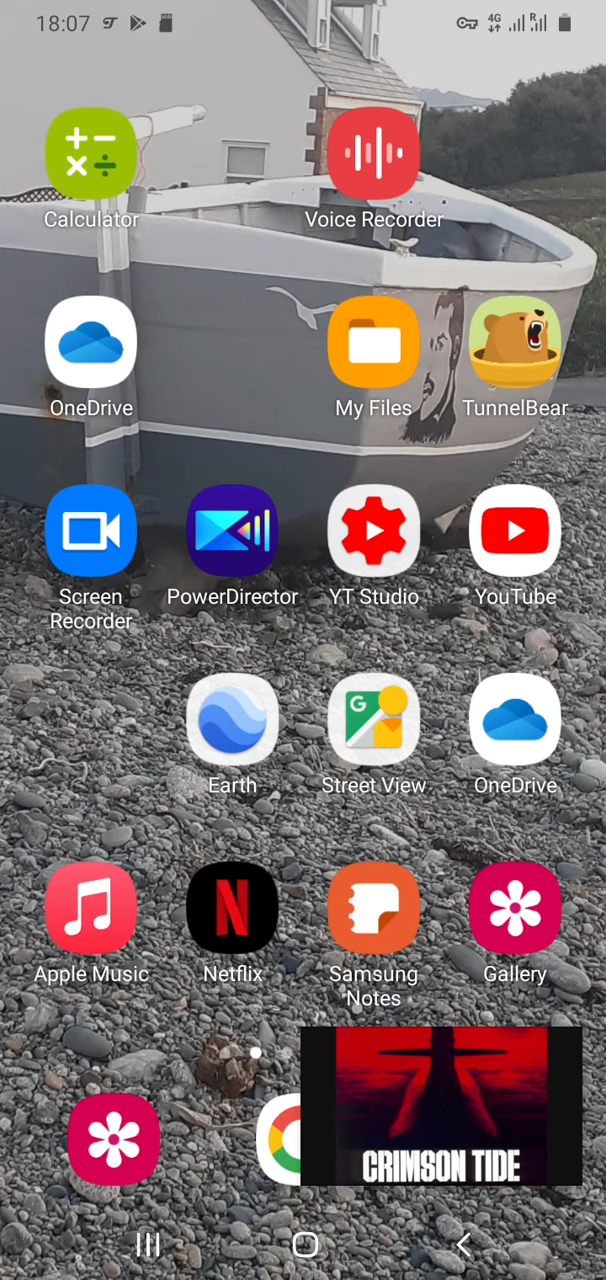 18:07
4G
R
Calculator
Voice Recorder
OneDrive
My Files
TunnelBear
Screen
Recorder
PowerDirector
YT Studio
YouTube
G
Earth
Street View
OneDrive
N
Apple Music
Netflix
Samsung
Notes
Gallery
CRIMSON TIDE